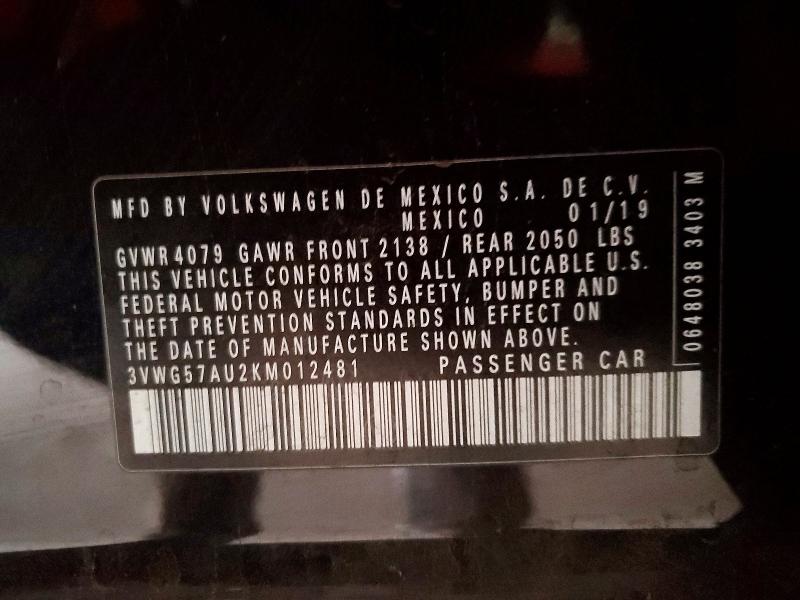 MFD BY VOLKSWAGEN DE MEXICO S.A. DE C.V.
MEXICO 01/19
GVWR 4079 GAWR FRONT 2138 / REAR 2050 LBS
THIS VEHICLE CONFORMS TO ALL APPLICABLE U.S.
FEDERAL MOTOR VEHICLE SAFETY, BUMPER AND
THEFT PREVENTION STANDARDS IN EFFECT ON
THE DATE OF MANUFACTURE SHOWN ABOVE.
3VWG57AU2KM012481 PASSENGER CAR
0648038 3403 M